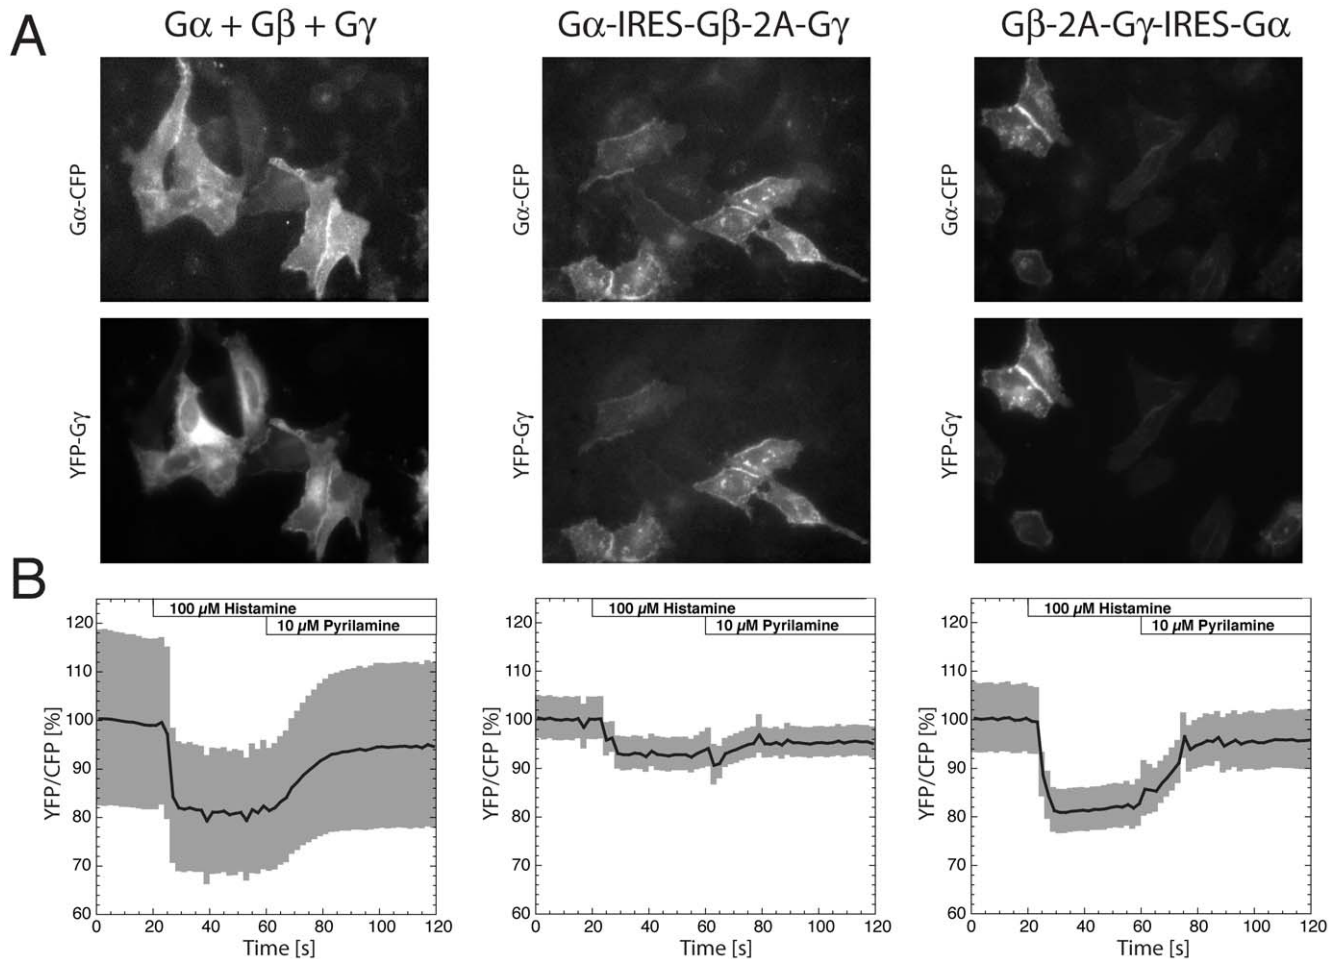 A
Gα + Gβ + Gγ
Gα-IRES-Gβ-2A-Gγ
Gβ-2A-Gγ-IRES-Gα
Gα-CFP
Gα-CFP
Gα-CFP
YFP-Gγ
YFP-Gγ
YFP-Gγ
B
100 µM Histamine
10 µM Pyrilamine
YFP/CFP [%]
120
110
100
90
80
70
60
0 20 40 60 80 100 120
Time [s]
100 µM Histamine
10 µM Pyrilamine
YFP/CFP [%]
120
110
100
90
80
70
60
0 20 40 60 80 100 120
Time [s]
100 µM Histamine
10 µM Pyrilamine
YFP/CFP [%]
120
110
100
90
80
70
60
0 20 40 60 80 100 120
Time [s]